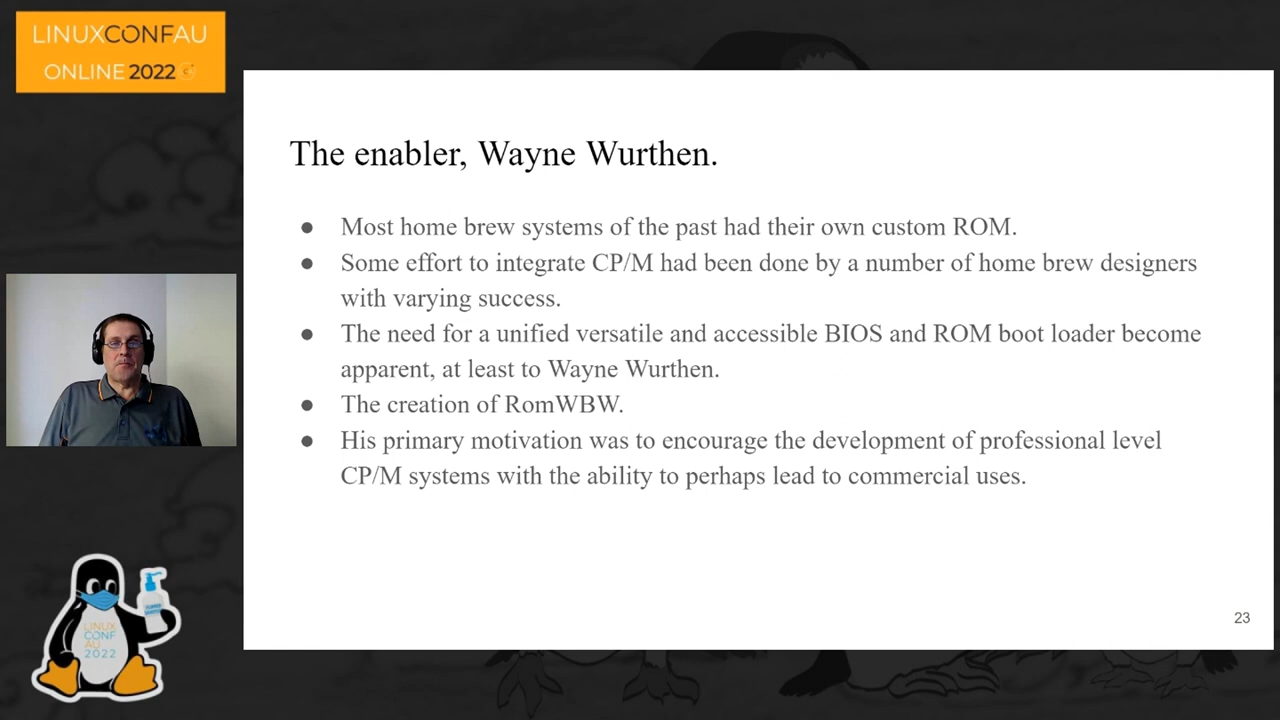 LINUXCONFAU
ONLINE 2022
The enabler, Wayne Wurthen.
● Most home brew systems of the past had their own custom ROM.
● Some effort to integrate CP/M had been done by a number of home brew designers
with varying success.
● The need for a unified versatile and accessible BIOS and ROM boot loader become
apparent, at least to Wayne Wurthen.
● The creation of RomWBW.
● His primary motivation was to encourage the development of professional level
CP/M systems with the ability to perhaps lead to commercial uses.
23
LINUX
CONF
AU
2022